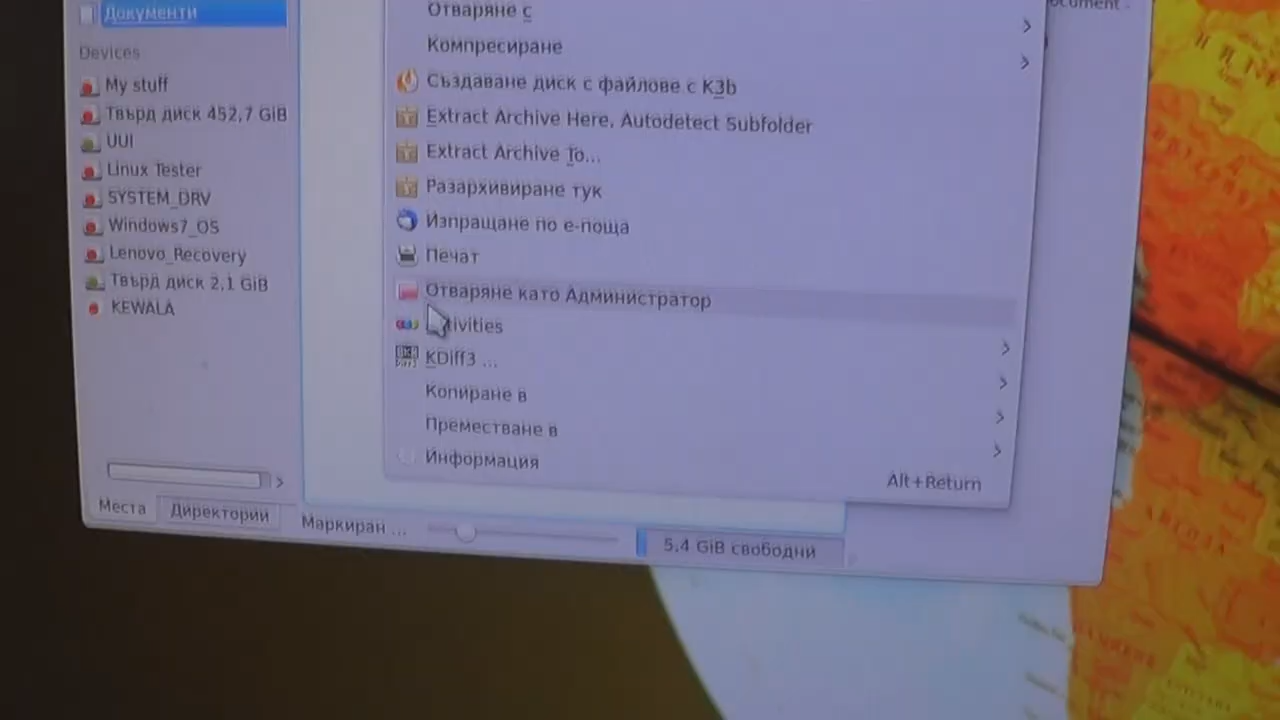 Документи
Devices
My stuff
Твърд диск 452,7 GiB
UUI
Linux Tester
SYSTEM_DRV
Windows7_OS
Lenovo_Recovery
Твърд диск 2,1 GiB
KEWALA
Места
Директории
Отваряне с
Компресиране
Създаване диск с файлове с K3b
Extract Archive Here, Autodetect Subfolder
Extract Archive To...
Разархивиране тук
Изпращане по е-поща
Печат
Отваряне като Администратор
tivities
KDiff3 ...
Копиране в
Преместване в
Информация
Alt+Return
Маркиран ...
5,4 GiB свободни